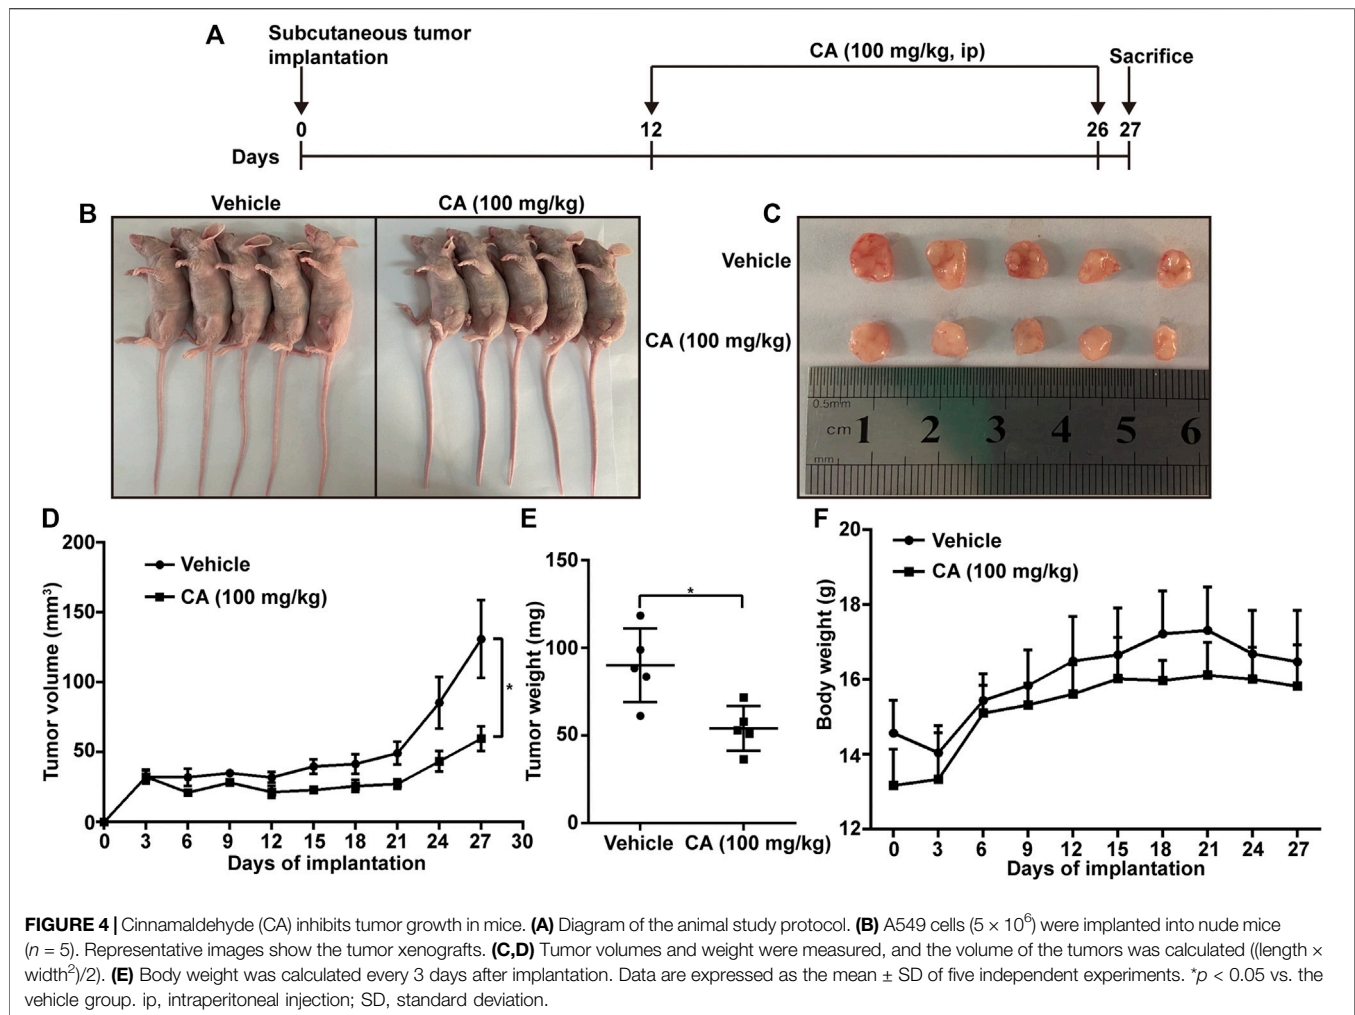 A
Subcutaneous tumor
implantation
CA (100 mg/kg, ip)
Sacrifice
0 12 26 27
Days
B
Vehicle CA (100 mg/kg)
C
Vehicle
CA (100 mg/kg)
0.5mm
cm 1 2 3 4 5 6
mm
D
200
150
100
50
0
Tumor volume (mm³)
Vehicle
CA (100 mg/kg)
*
0 3 6 9 12 15 18 21 24 27 30
Days of implantation
E
150
100
50
0
Tumor weight (mg)
*
Vehicle CA (100 mg/kg)
F
20
18
16
14
12
Body weight (g)
Vehicle
CA (100 mg/kg)
0 3 6 9 12 15 18 21 24 27
Days of implantation
FIGURE 4 | Cinnamaldehyde (CA) inhibits tumor growth in mice. (A) Diagram of the animal study protocol. (B) A549 cells (5 × 10⁶) were implanted into nude mice
(n = 5). Representative images show the tumor xenografts. (C,D) Tumor volumes and weight were measured, and the volume of the tumors was calculated ((length ×
width²)/2). (E) Body weight was calculated every 3 days after implantation. Data are expressed as the mean ± SD of five independent experiments. *p < 0.05 vs. the
vehicle group. ip, intraperitoneal injection; SD, standard deviation.